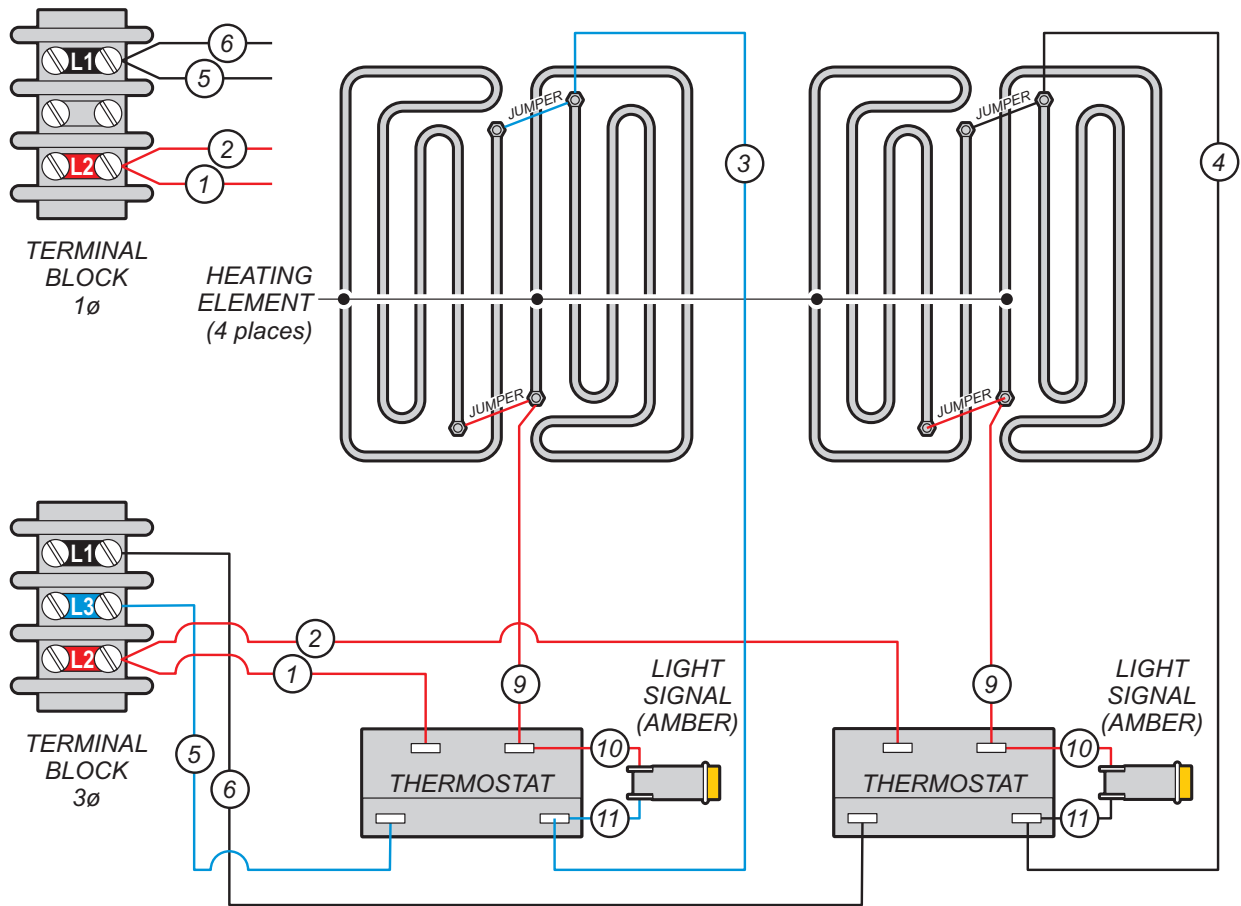 L1
6
5
L2
2
1
TERMINAL
BLOCK
1ø
JUMPER
JUMPER
3
4
HEATING
ELEMENT
(4 places)
JUMPER
JUMPER
L1
L3
L2
2
1
9
9
LIGHT
SIGNAL
(AMBER)
LIGHT
SIGNAL
(AMBER)
TERMINAL
BLOCK
3ø
5
6
THERMOSTAT
10
11
THERMOSTAT
10
11